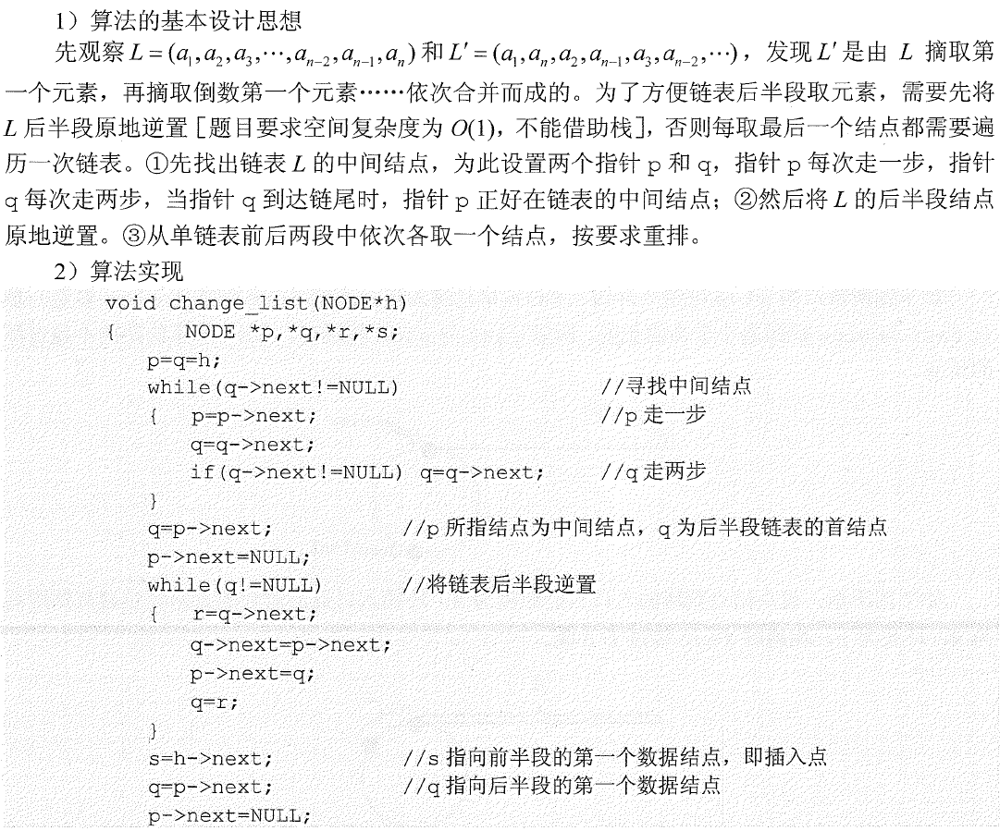 1）算法的基本设计思想
先观察 L = (a₁,a₂,a₃,⋯,aₙ₋₂,aₙ₋₁,aₙ) 和 L′ = (a₁,aₙ,a₂,aₙ₋₁,a₃,aₙ₋₂,⋯)，发现 L′ 是由 L 摘取第
一个元素，再摘取倒数第一个元素……依次合并而成的。为了方便链表后半段取元素，需要先将
L 后半段原地逆置［题目要求空间复杂度为 O(1)，不能借助栈］，否则每取最后一个结点都需要遍
历一次链表。①先找出链表 L 的中间结点，为此设置两个指针 p 和 q，指针 p 每次走一步，指针
q 每次走两步，当指针 q 到达链尾时，指针 p 正好在链表的中间结点；②然后将 L 的后半段结点
原地逆置。③从单链表前后两段中依次各取一个结点，按要求重排。
2）算法实现
void change_list(NODE*h)
{ NODE *p,*q,*r,*s;
p=q=h;
while(q->next!=NULL) //寻找中间结点
{ p=p->next; //p 走一步
q=q->next;
if(q->next!=NULL) q=q->next; //q 走两步
}
q=p->next; //p 所指结点为中间结点，q 为后半段链表的首结点
p->next=NULL;
while(q!=NULL) //将链表后半段逆置
{ r=q->next;
q->next=p->next;
p->next=q;
q=r;
}
s=h->next; //s 指向前半段的第一个数据结点，即插入点
q=p->next; //q 指向后半段的第一个数据结点
p->next=NULL;